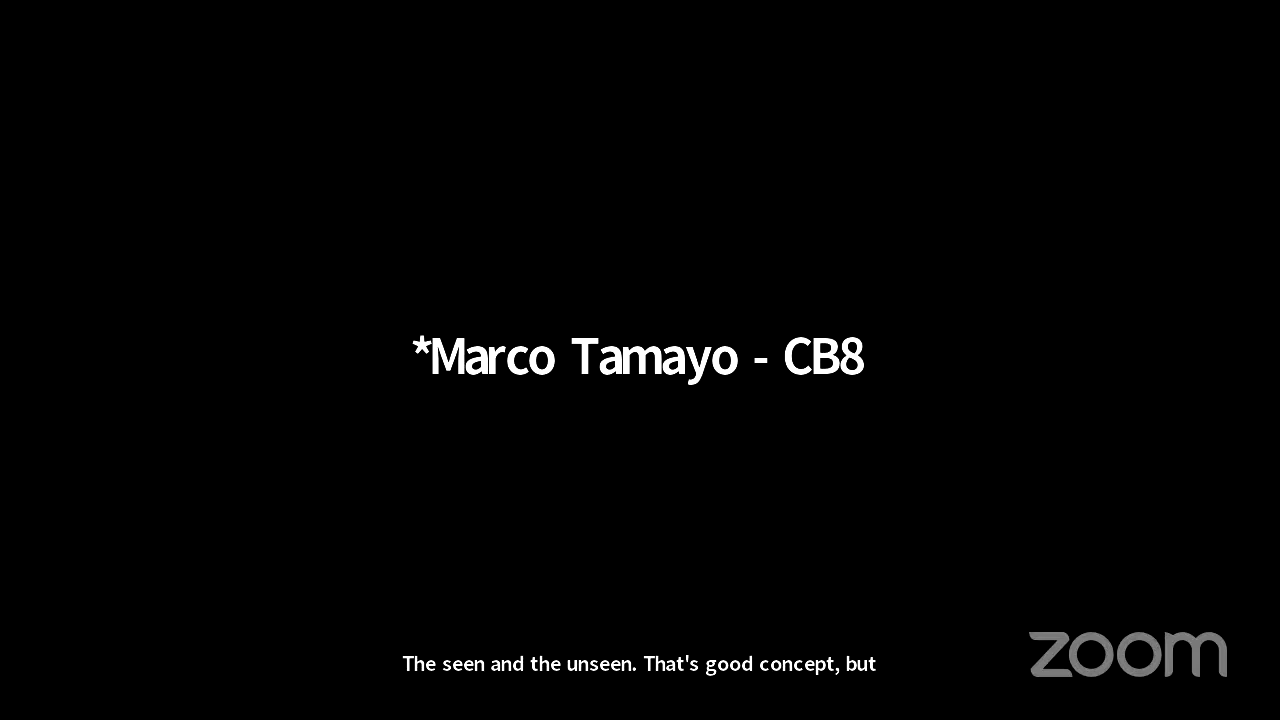 *Marco Tamayo - CB8
The seen and the unseen. That's good concept, but
zoom